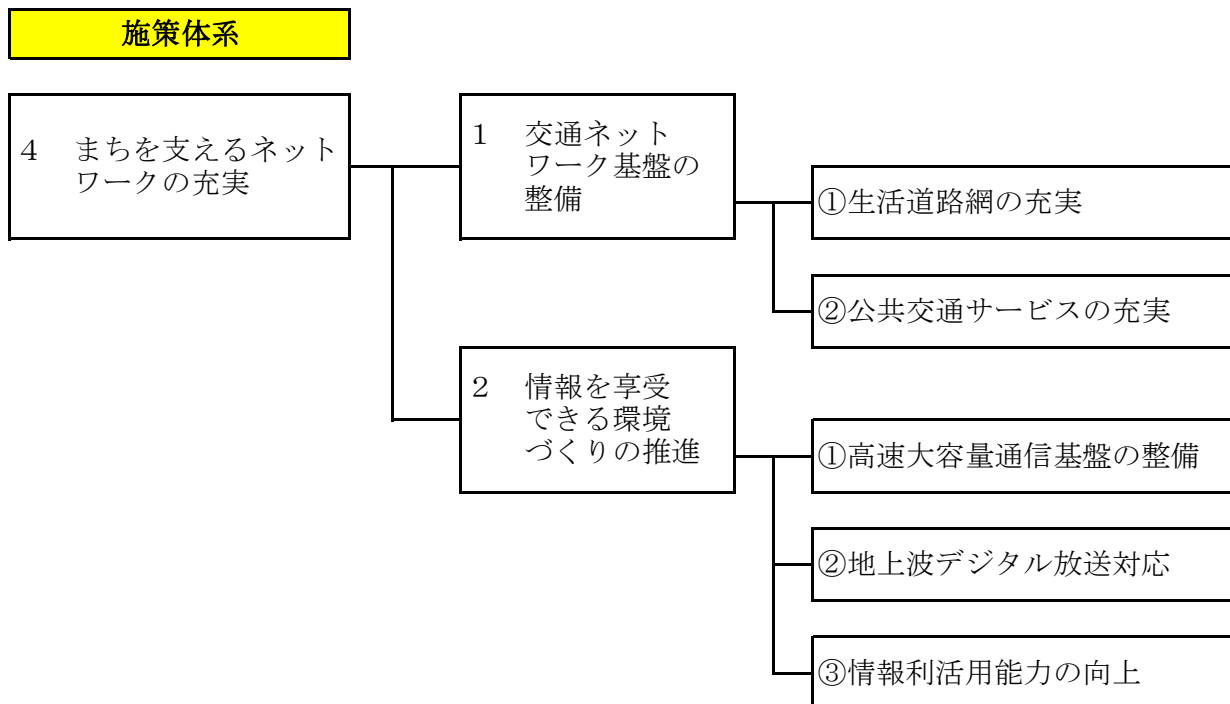 施策体系
4 まちを支えるネット
ワークの充実
1 交通ネット
ワーク基盤の
整備
①生活道路網の充実
②公共交通サービスの充実
2 情報を享受
できる環境
づくりの推進
①高速大容量通信基盤の整備
②地上波デジタル放送対応
③情報利活用能力の向上